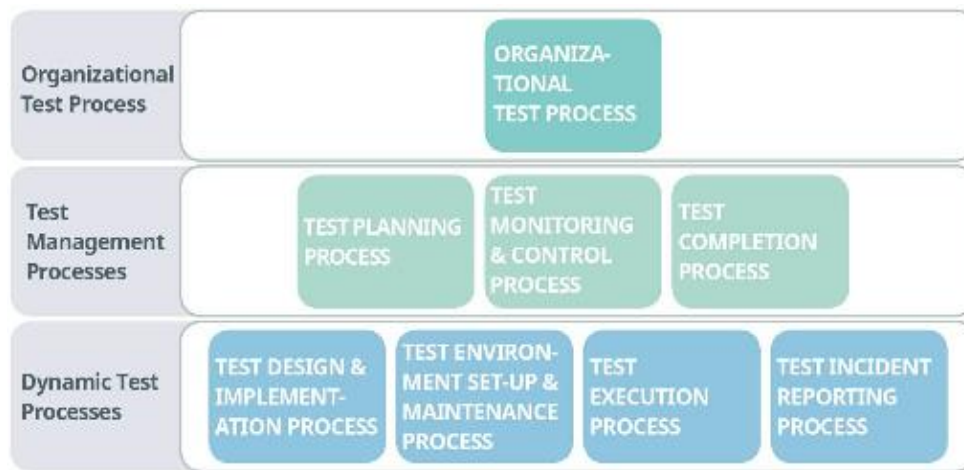 Organizational
Test Process
ORGANIZA-
TIONAL
TEST PROCESS
Test
Management
Processes
TEST PLANNING
PROCESS
TEST
MONITORING
& CONTROL
PROCESS
TEST
COMPLETION
PROCESS
Dynamic Test
Processes
TEST DESIGN &
IMPLEMENT-
ATION PROCESS
TEST ENVIRON-
MENT SET-UP &
MAINTENANCE
PROCESS
TEST
EXECUTION
PROCESS
TEST INCIDENT
REPORTING
PROCESS